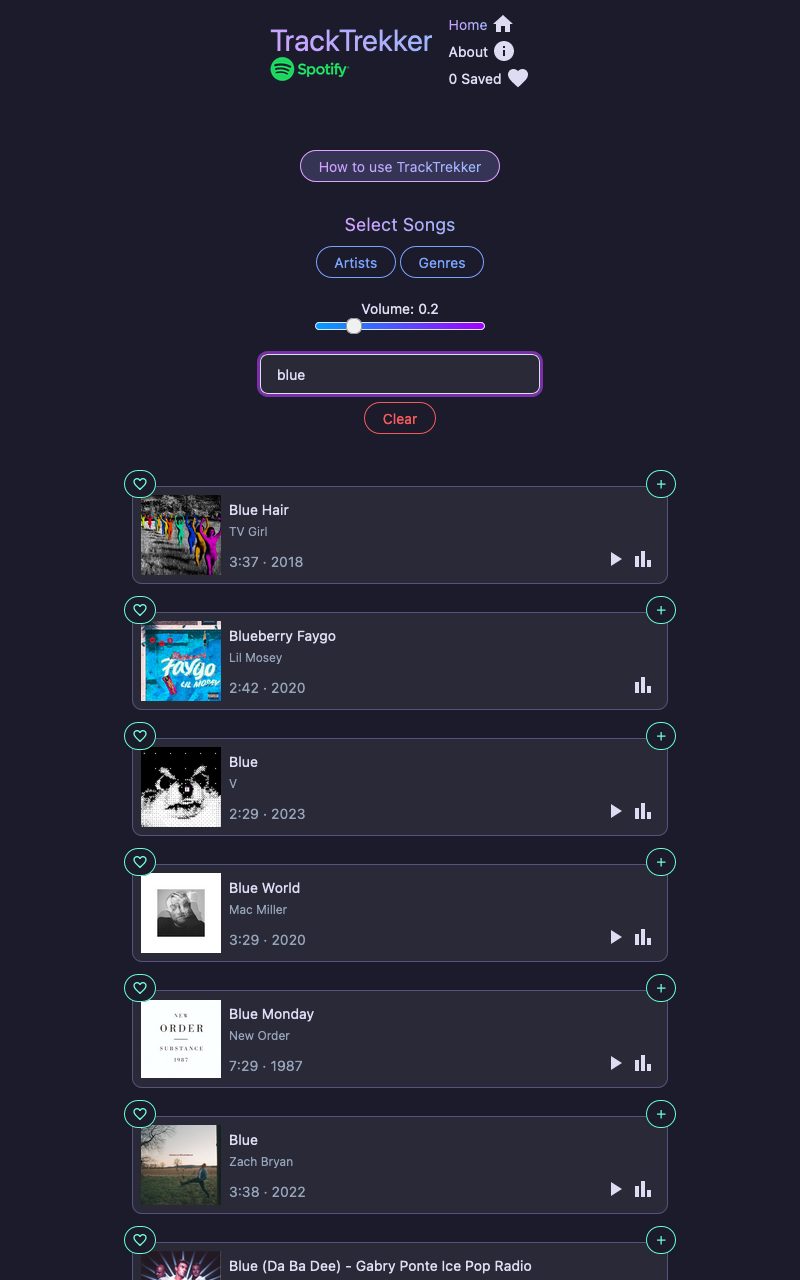 TrackTrekker
Spotify
Home
About
0 Saved
How to use TrackTrekker
Select Songs
Artists
Genres
Volume: 0.2
blue
Clear
Blue Hair
TV Girl
3:37 · 2018
Blueberry Faygo
Lil Mosey
2:42 · 2020
Faygo
LIL MOSEY
Blue
V
2:29 · 2023
Blue World
Mac Miller
3:29 · 2020
NEW
ORDER
SUBSTANCE
1987
Blue Monday
New Order
7:29 · 1987
Blue
Zach Bryan
3:38 · 2022
Blue (Da Ba Dee) - Gabry Ponte Ice Pop Radio